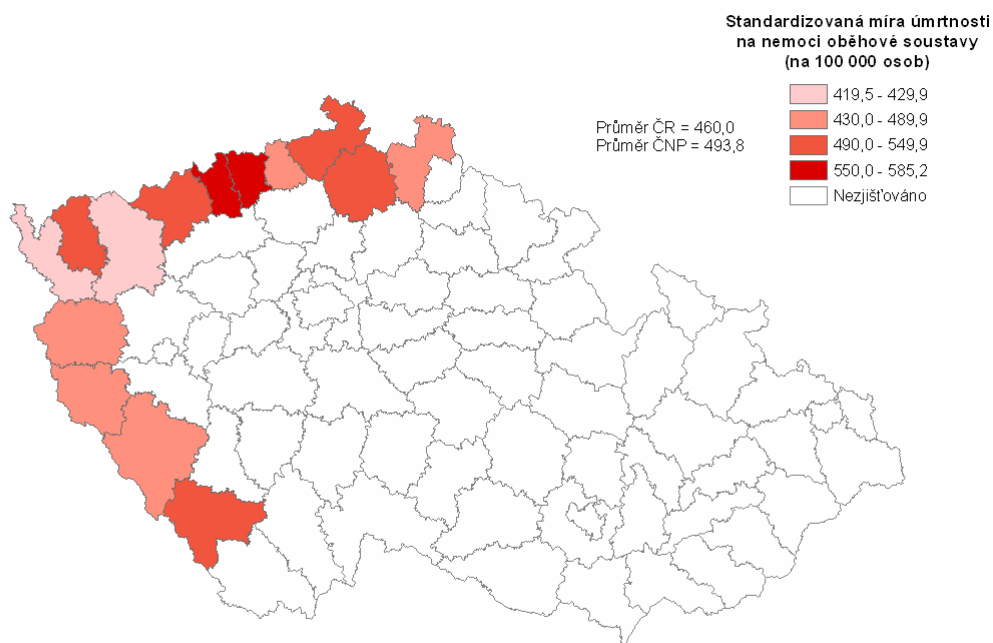 Standardizovaná míra úmrtnosti
na nemoci oběhové soustavy
(na 100 000 osob)
419,5 - 429,9
430,0 - 489,9
490,0 - 549,9
550,0 - 585,2
Nezjišťováno
Průměr ČR = 460,0
Průměr ČNP = 493,8